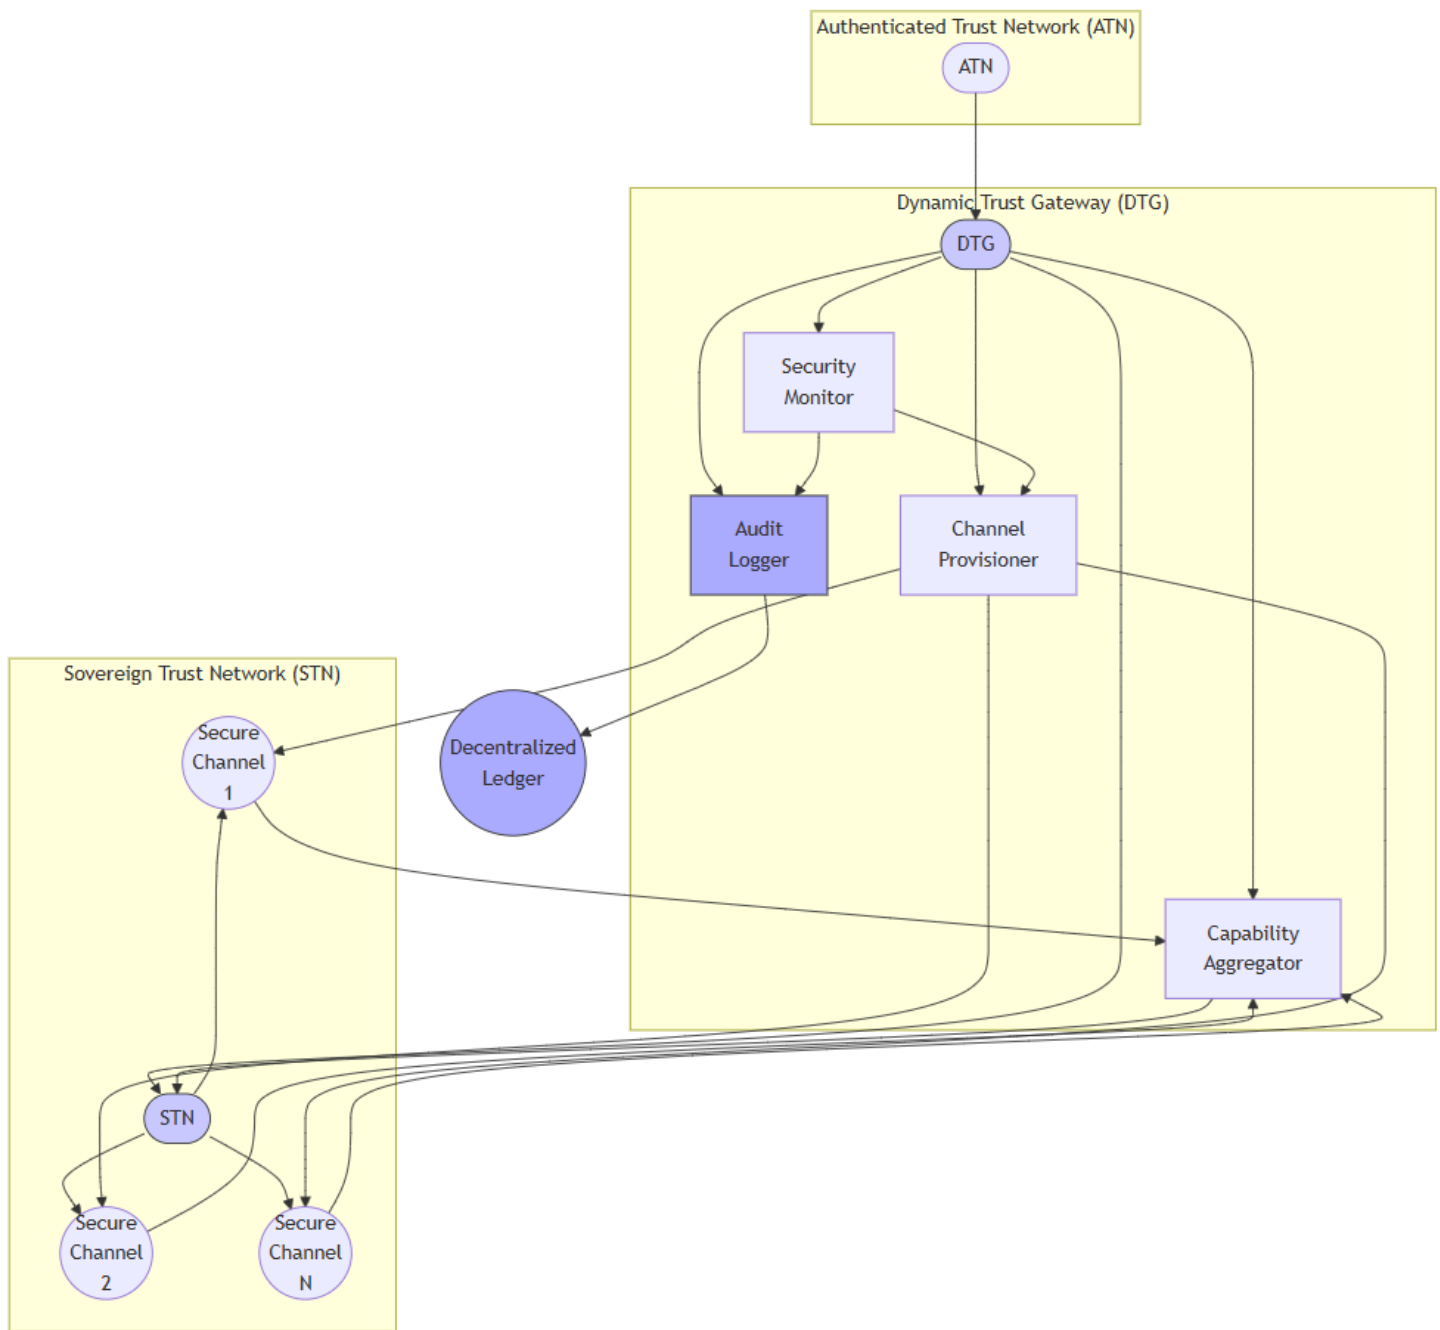 Authenticated Trust Network (ATN)
ATN
Dynamic Trust Gateway (DTG)
DTG
Security
Monitor
Audit
Logger
Channel
Provisioner
Sovereign Trust Network (STN)
Secure
Channel
1
Decentralized
Ledger
Capability
Aggregator
STN
Secure
Channel
2
Secure
Channel
N